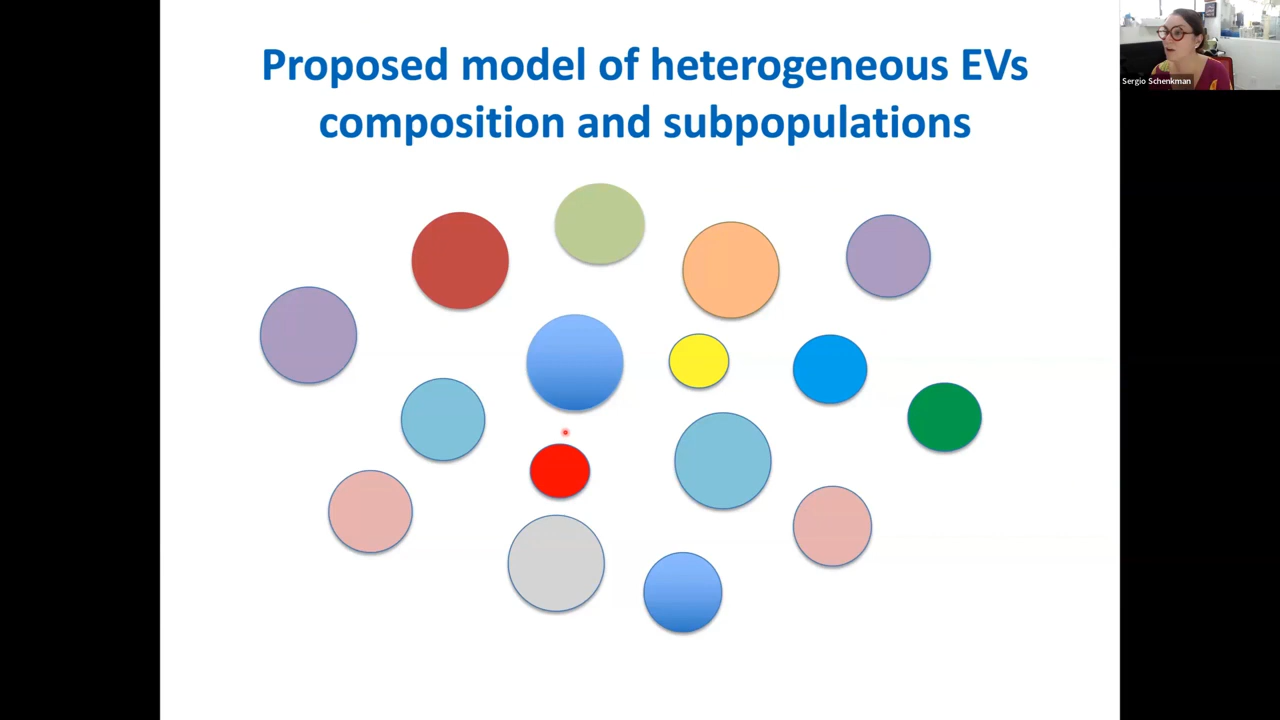 Proposed model of heterogeneous EVs
composition and subpopulations
Sergio Schenkman